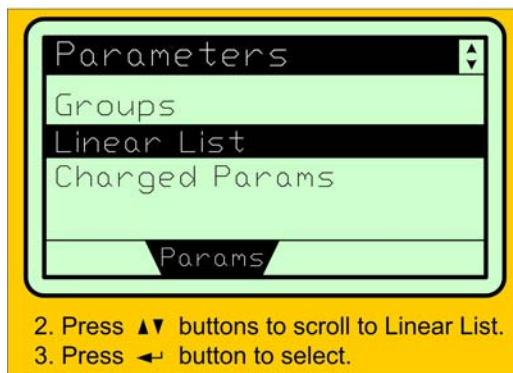 Parameters
Groups
Linear List
Charged Params
Params
2. Press ▲▼ buttons to scroll to Linear List.
3. Press ↵ button to select.